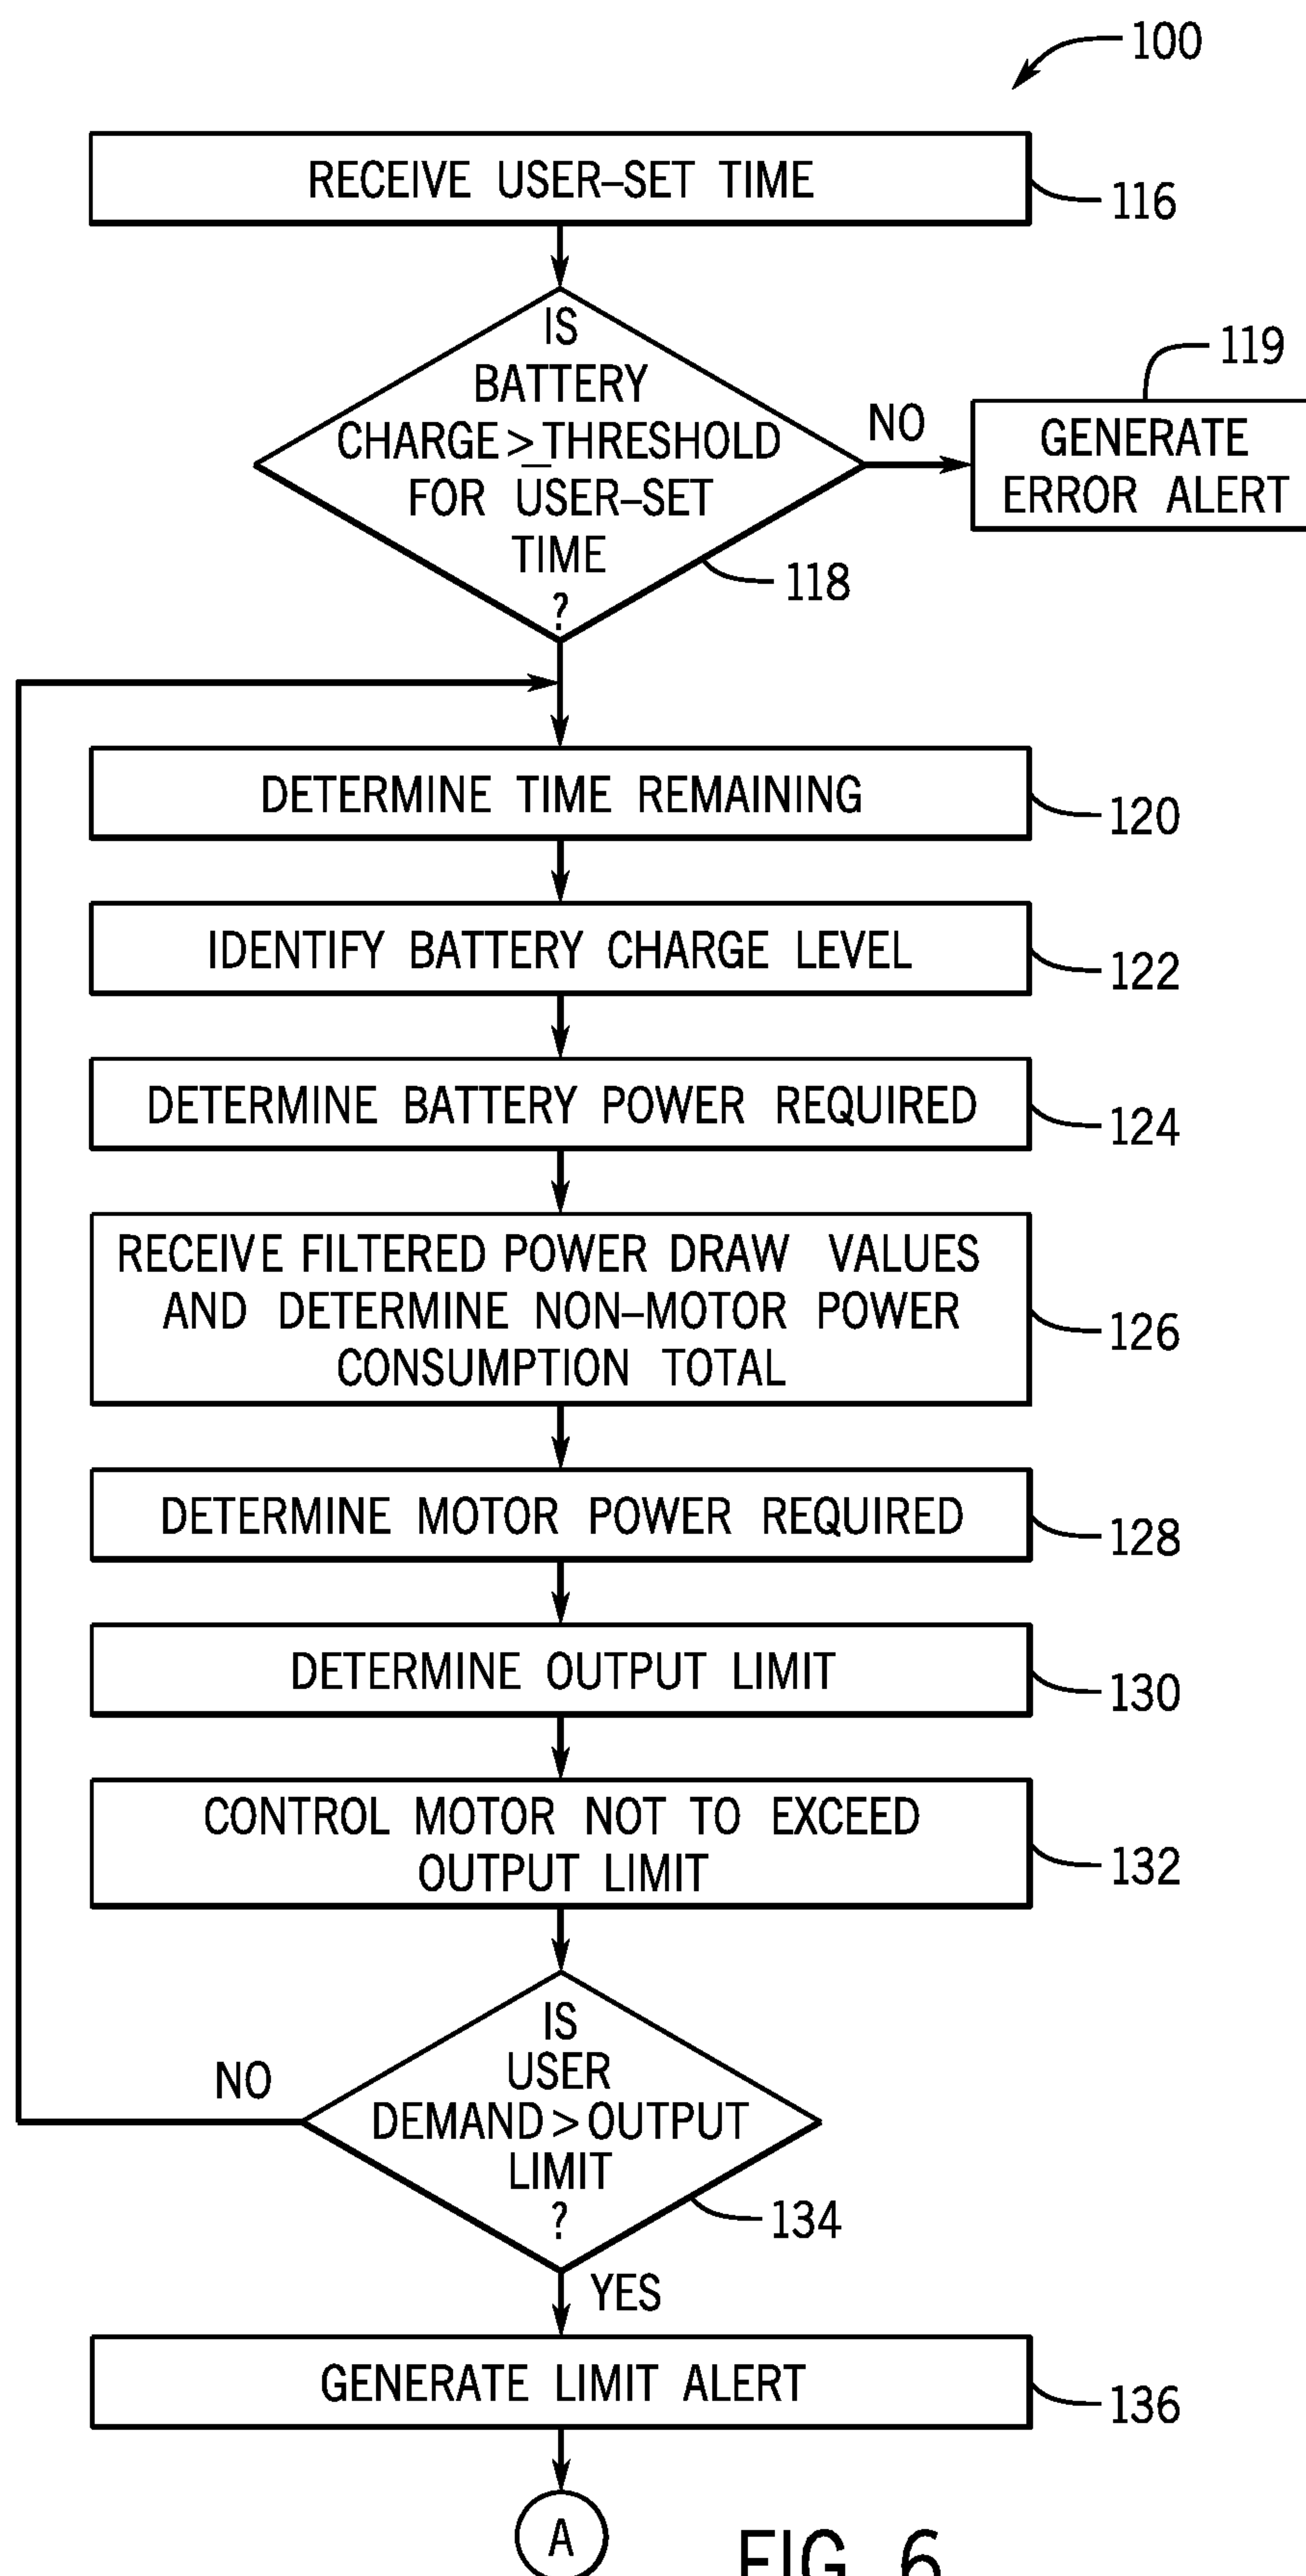 100
RECEIVE USER–SET TIME
116
IS
BATTERY
CHARGE ≥ THRESHOLD
FOR USER–SET
TIME
?
118
NO
119
GENERATE
ERROR ALERT
DETERMINE TIME REMAINING
120
IDENTIFY BATTERY CHARGE LEVEL
122
DETERMINE BATTERY POWER REQUIRED
124
RECEIVE FILTERED POWER DRAW VALUES
AND DETERMINE NON–MOTOR POWER
CONSUMPTION TOTAL
126
DETERMINE MOTOR POWER REQUIRED
128
DETERMINE OUTPUT LIMIT
130
CONTROL MOTOR NOT TO EXCEED
OUTPUT LIMIT
132
IS
USER
DEMAND > OUTPUT
LIMIT
?
134
NO
YES
GENERATE LIMIT ALERT
136
A
FIG. 6